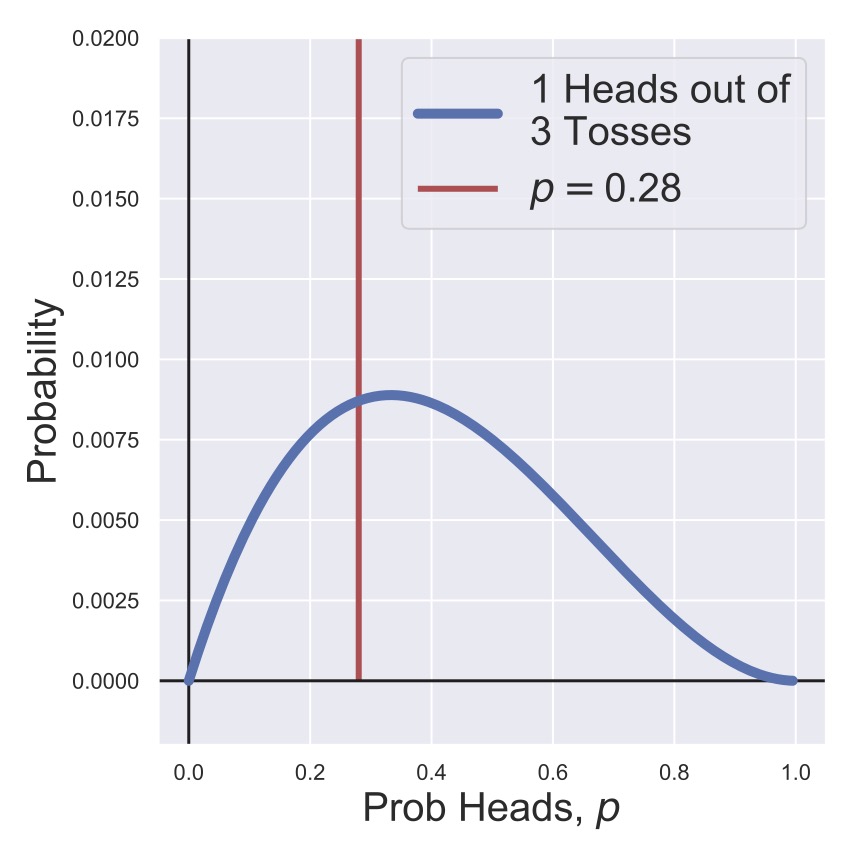 0.0200
0.0175
0.0150
0.0125
0.0100
0.0075
0.0050
0.0025
0.0000
Probability
1 Heads out of
3 Tosses
p = 0.28
0.0 0.2 0.4 0.6 0.8 1.0
Prob Heads, p